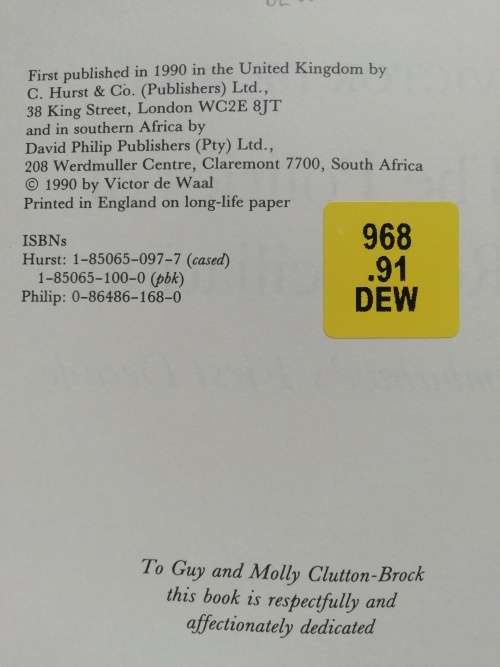 First published in 1990 in the United Kingdom by
C. Hurst & Co. (Publishers) Ltd.,
38 King Street, London WC2E 8JT
and in southern Africa by
David Philip Publishers (Pty) Ltd.,
208 Werdmuller Centre, Claremont 7700, South Africa
© 1990 by Victor de Waal
Printed in England on long-life paper
ISBNs
Hurst: 1-85065-097-7 (cased)
1-85065-100-0 (pbk)
Philip: 0-86486-168-0
968
.91
DEW
To Guy and Molly Clutton-Brock
this book is respectfully and
affectionately dedicated